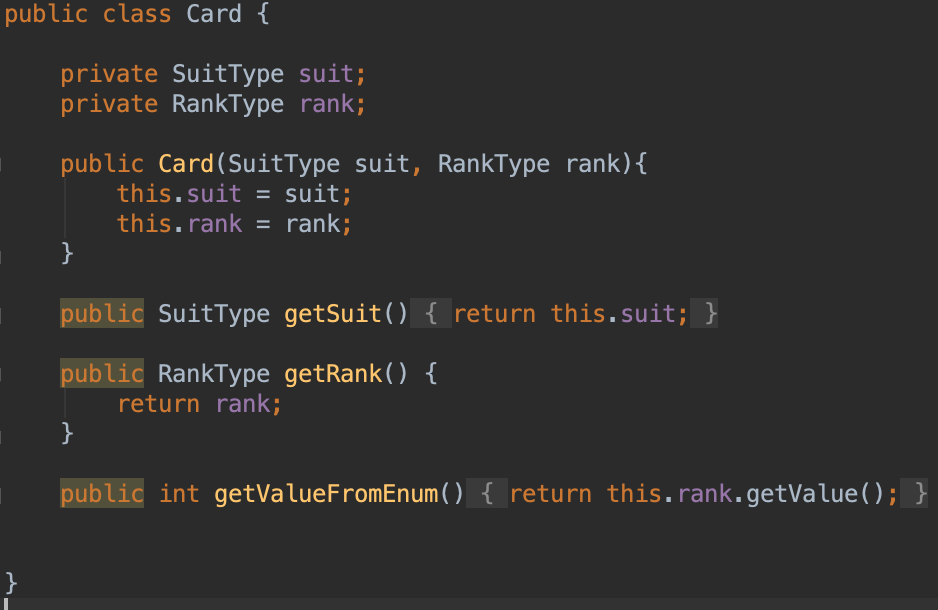 public class Card {
private SuitType suit;
private RankType rank;
public Card(SuitType suit, RankType rank){
this.suit = suit;
this.rank = rank;
}
public SuitType getSuit() { return this.suit; }
public RankType getRank() {
return rank;
}
public int getValueFromEnum() { return this.rank.getValue(); }
}